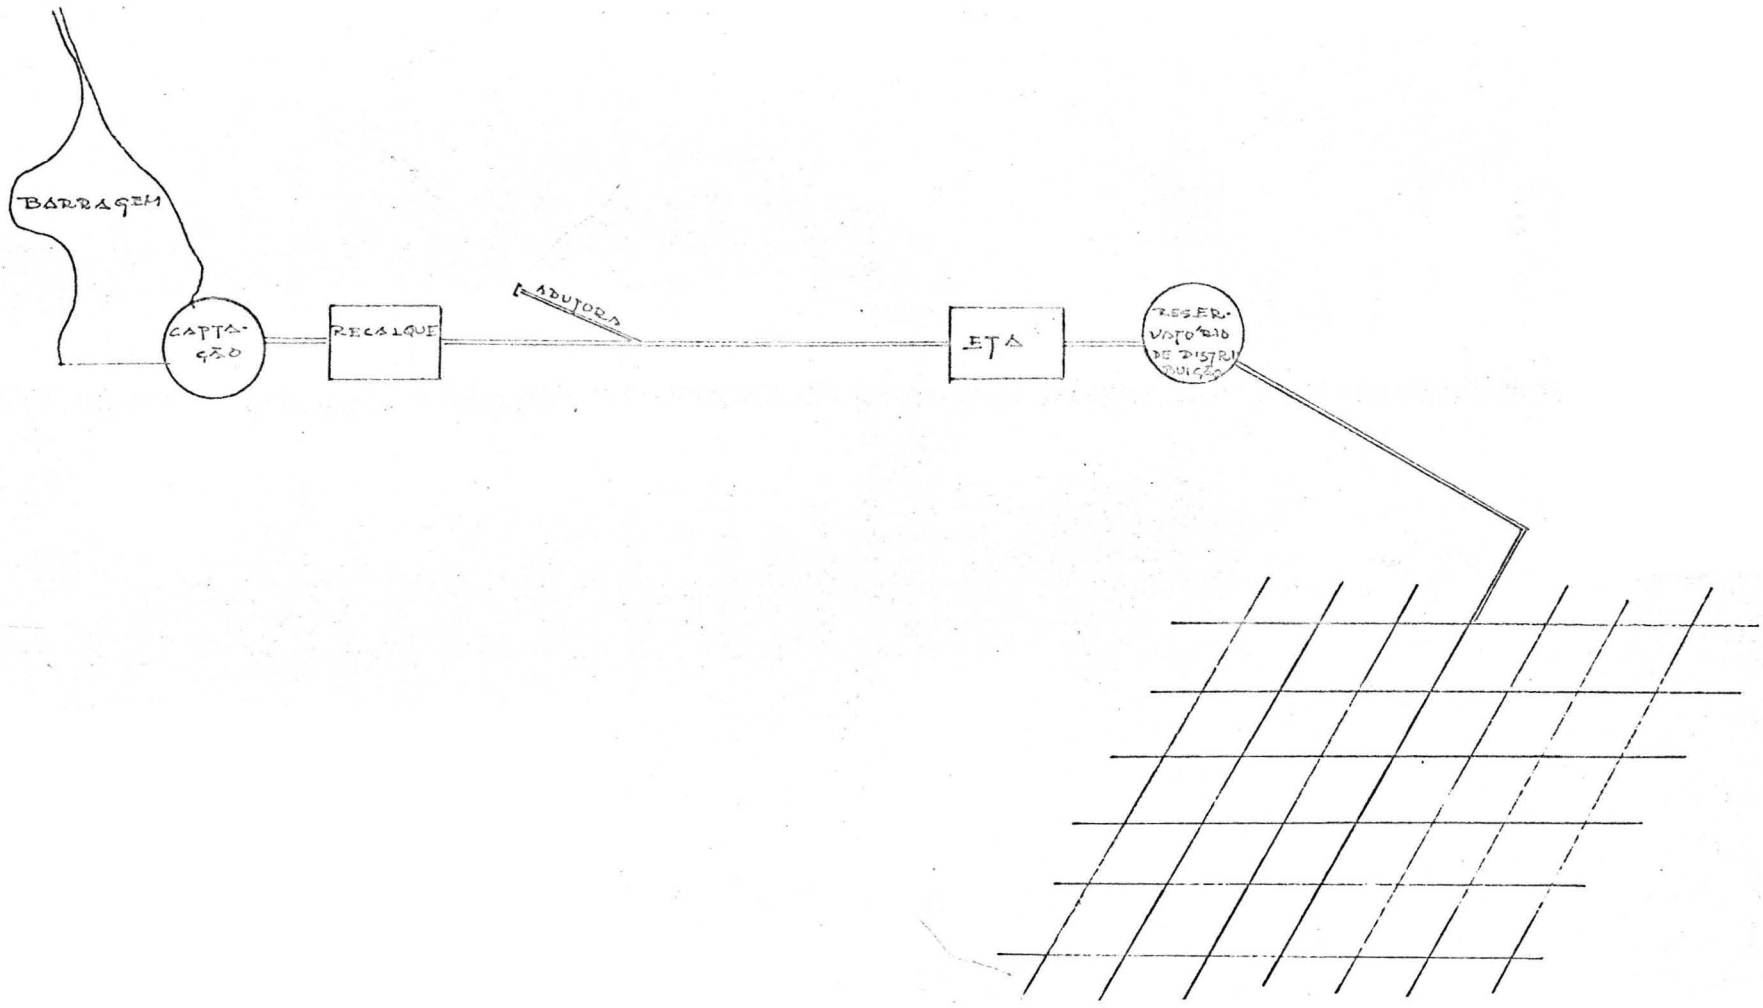 BARRAGEM
CAPTA-
ÇÃO
RECALQUE
ADUTORA
ETA
RESER-
VATÓRIO
DE DISTRI
BUIÇÃO